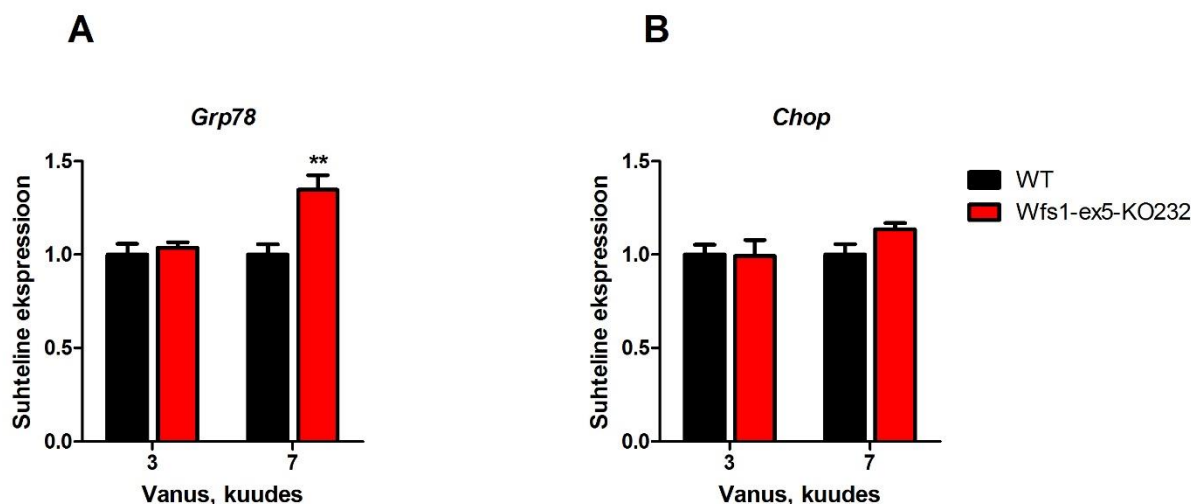 A
Grp78
**
1.5
1.0
0.5
0.0
Suhteline ekspressioon
3
7
Vanus, kuudes
B
Chop
1.5
1.0
0.5
0.0
Suhteline ekspressioon
3
7
Vanus, kuudes
WT
Wfs1-ex5-KO232